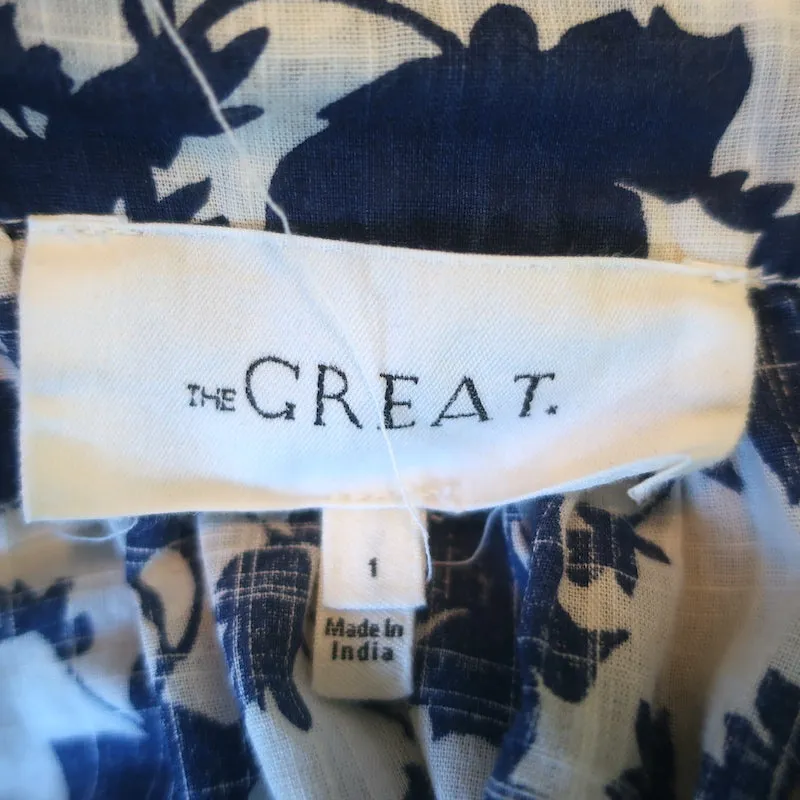 THE GREAT.
1
Made In
India